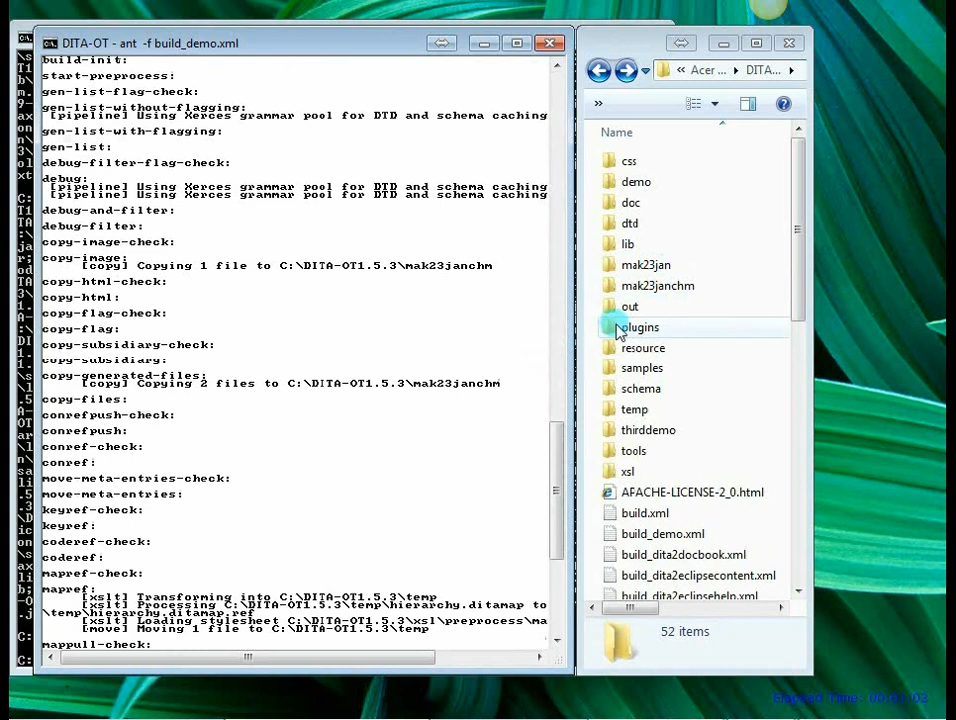 DITA-OT - ant  -f build_demo.xml
build-init:
start-preprocess:
gen-list-flag-check:
gen-list-without-flagging:
[pipeline] Using Xerces grammar pool for DTD and schema caching
gen-list-with-flagging:
gen-list:
debug-filter-flag-check:
debug:
[pipeline] Using Xerces grammar pool for DTD and schema caching
[pipeline] Using Xerces grammar pool for DTD and schema caching
debug-and-filter:
debug-filter:
copy-image-check:
copy-image:
[copy] Copying 1 file to C:\DITA-OT1.5.3\mak23janchm
copy-html-check:
copy-html:
copy-flag-check:
copy-flag:
copy-subsidiary-check:
copy-subsidiary:
copy-generated-files:
[copy] Copying 2 files to C:\DITA-OT1.5.3\mak23janchm
copy-files:
conrefpush-check:
conrefpush:
conref-check:
conref:
move-meta-entries-check:
move-meta-entries:
keyref-check:
keyref:
coderef-check:
coderef:
mapref-check:
mapref:
[xslt] Transforming into C:\DITA-OT1.5.3\temp
[xslt] Processing C:\DITA-OT1.5.3\temp\hierarchy.ditamap to
\temp\hierarchy.ditamap.ref
[xslt] Loading stylesheet C:\DITA-OT1.5.3\xsl\preprocess\ma
[move] Moving 1 file to C:\DITA-OT1.5.3\temp
mappull-check:
« Acer ... ▸ DITA... ▸
»
Name
css
demo
doc
dtd
lib
mak23jan
mak23janchm
out
plugins
resource
samples
schema
temp
thirddemo
tools
xsl
APACHE-LICENSE-2_0.html
build.xml
build_demo.xml
build_dita2docbook.xml
build_dita2eclipsecontent.xml
build_dita2eclipsehelp.xml
52 items
Elapsed Time: 00:01:02